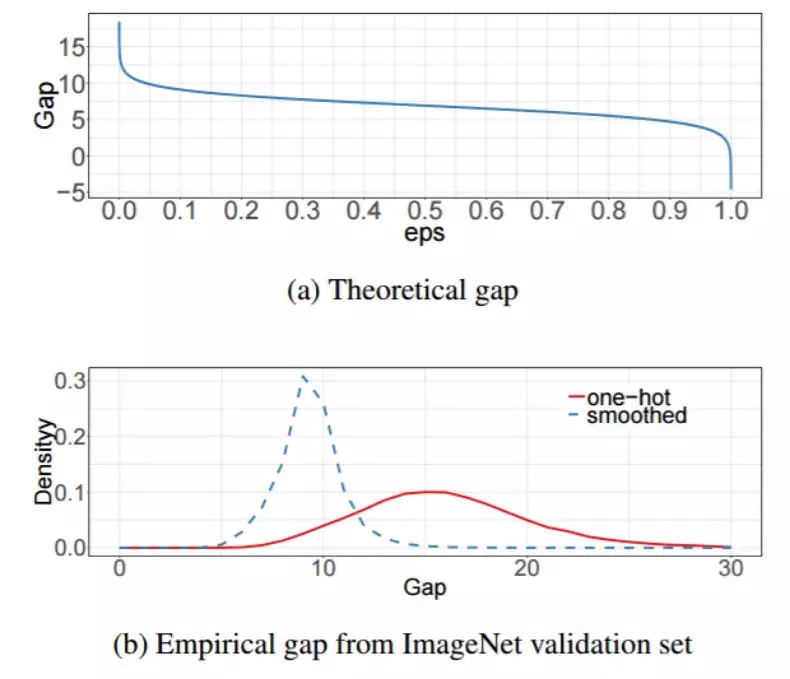 15
10
5
0
−5
Gap
0.0 0.1 0.2 0.3 0.4 0.5 0.6 0.7 0.8 0.9 1.0
eps
(a) Theoretical gap
0.3
0.2
0.1
0.0
Densityy
one−hot
smoothed
0 10 20 30
Gap
(b) Empirical gap from ImageNet validation set